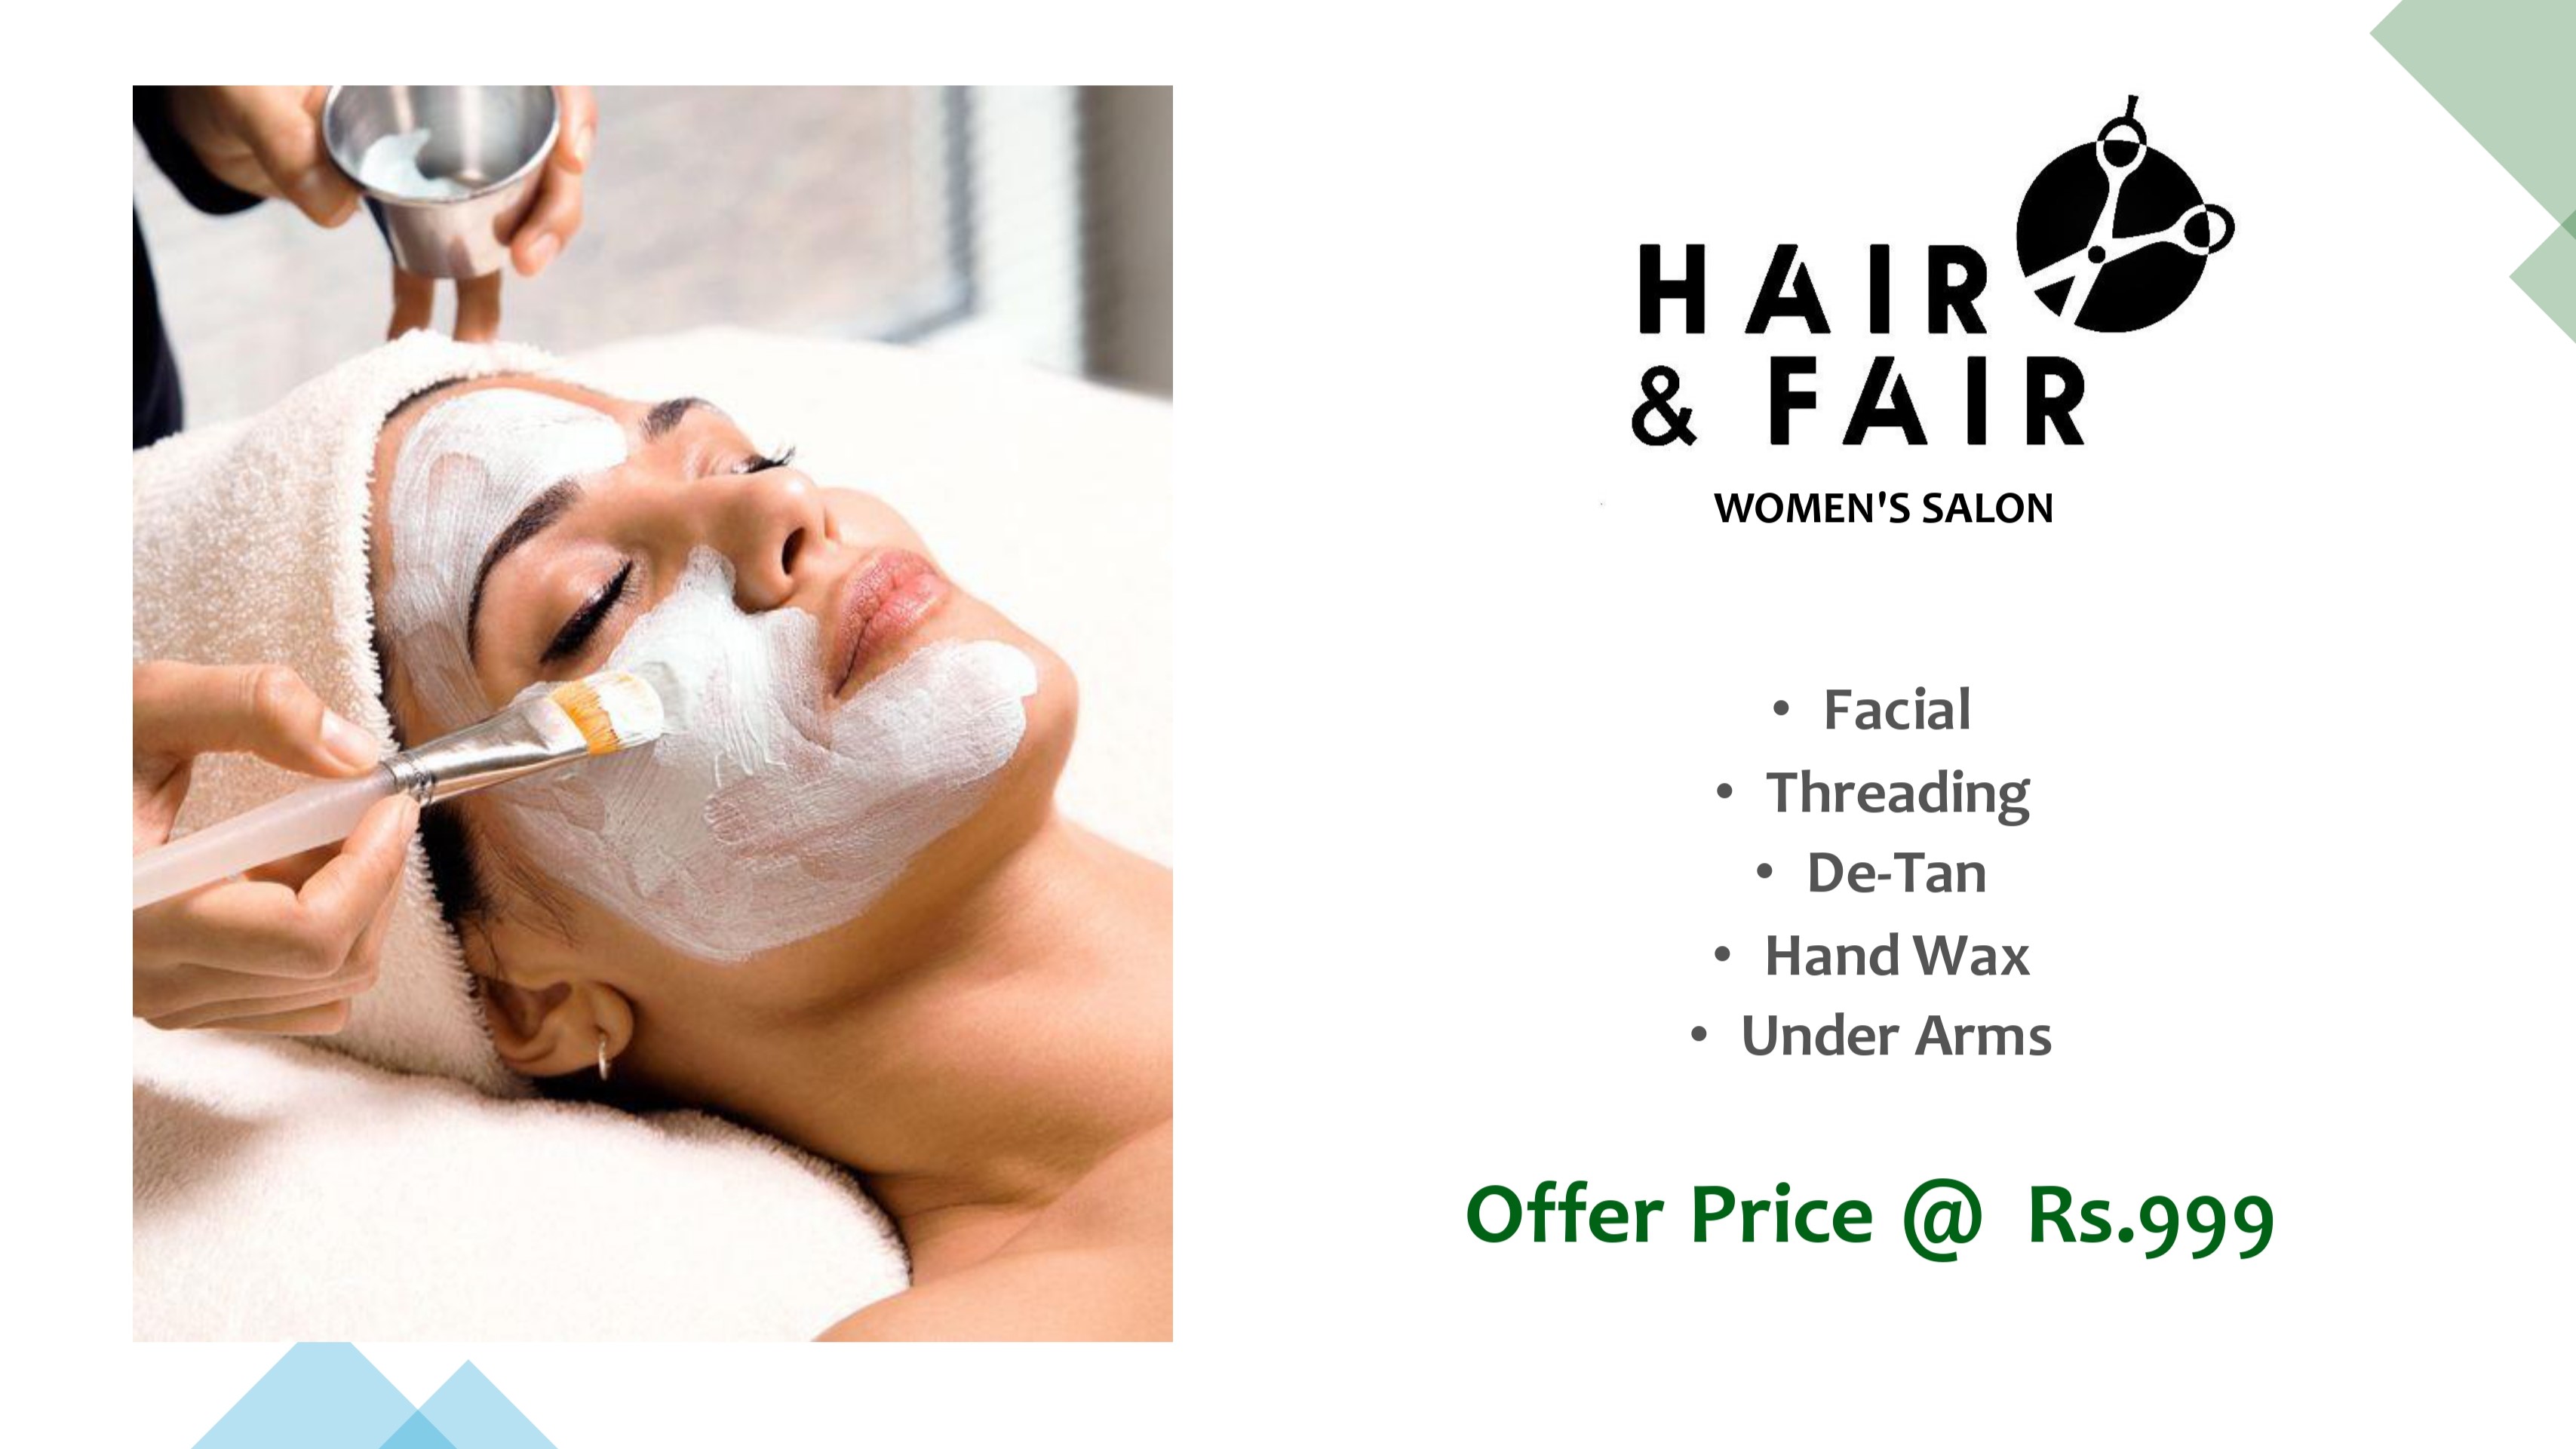 HAIR
& FAIR
WOMEN'S SALON
• Facial
• Threading
• De-Tan
• Hand Wax
• Under Arms
Offer Price @ Rs.999